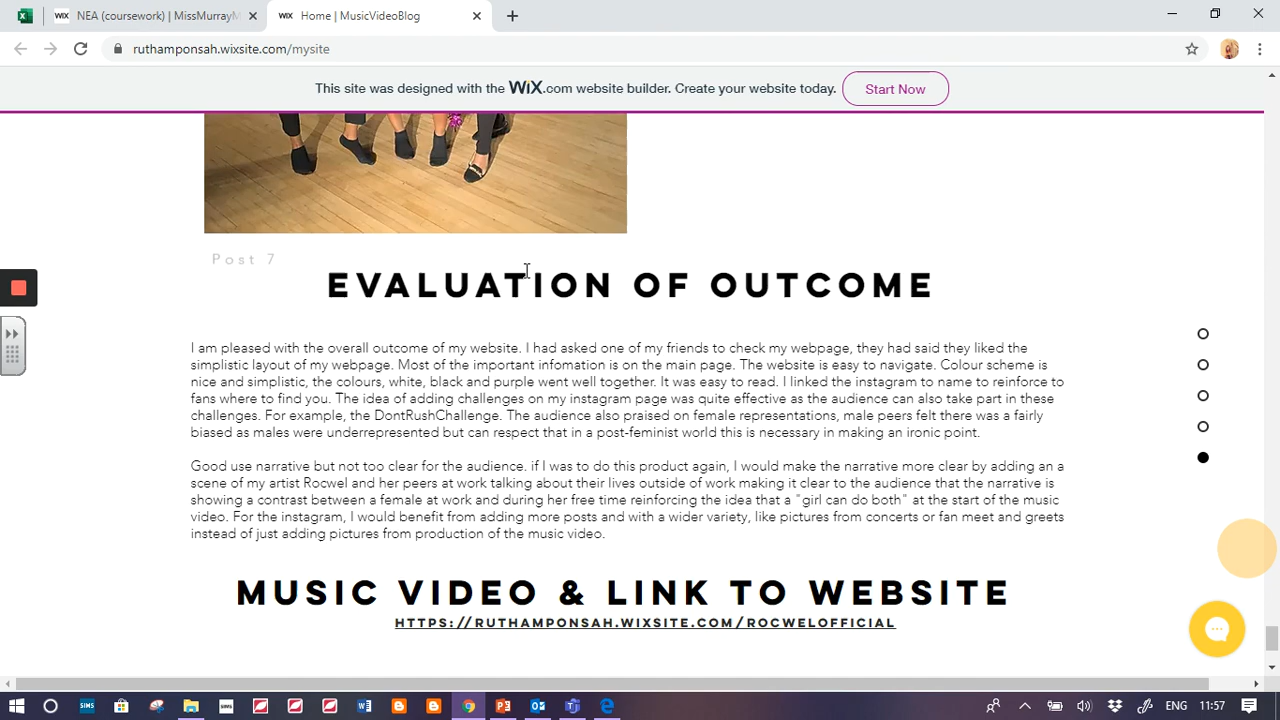 NEA (coursework) | MissMurrayM
Home | MusicVideoBlog
ruthamponsah.wixsite.com/mysite
This site was designed with the WiX.com website builder. Create your website today.
Start Now
Post 7
EVALUATION OF OUTCOME
I am pleased with the overall outcome of my website. I had asked one of my friends to check my webpage, they had said they liked the
simplistic layout of my webpage. Most of the important infomation is on the main page. The website is easy to navigate. Colour scheme is
nice and simplistic, the colours, white, black and purple went well together. It was easy to read. I linked the instagram to name to reinforce to
fans where to find you. The idea of adding challenges on my instagram page was quite effective as the audience can also take part in these
challenges. For example, the DontRushChallenge. The audience also praised on female representations, male peers felt there was a fairly
biased as males were underrepresented but can respect that in a post-feminist world this is necessary in making an ironic point.
Good use narrative but not too clear for the audience. if I was to do this product again, I would make the narrative more clear by adding an a
scene of my artist Rocwel and her peers at work talking about their lives outside of work making it clear to the audience that the narrative is
showing a contrast between a female at work and during her free time reinforcing the idea that a "girl can do both" at the start of the music
video. For the instagram, I would benefit from adding more posts and with a wider variety, like pictures from concerts or fan meet and greets
instead of just adding pictures from production of the music video.
MUSIC VIDEO & LINK TO WEBSITE
HTTPS://RUTHAMPONSAH.WIXSITE.COM/ROCWELOFFICIAL
SIMS
ENG
11:57